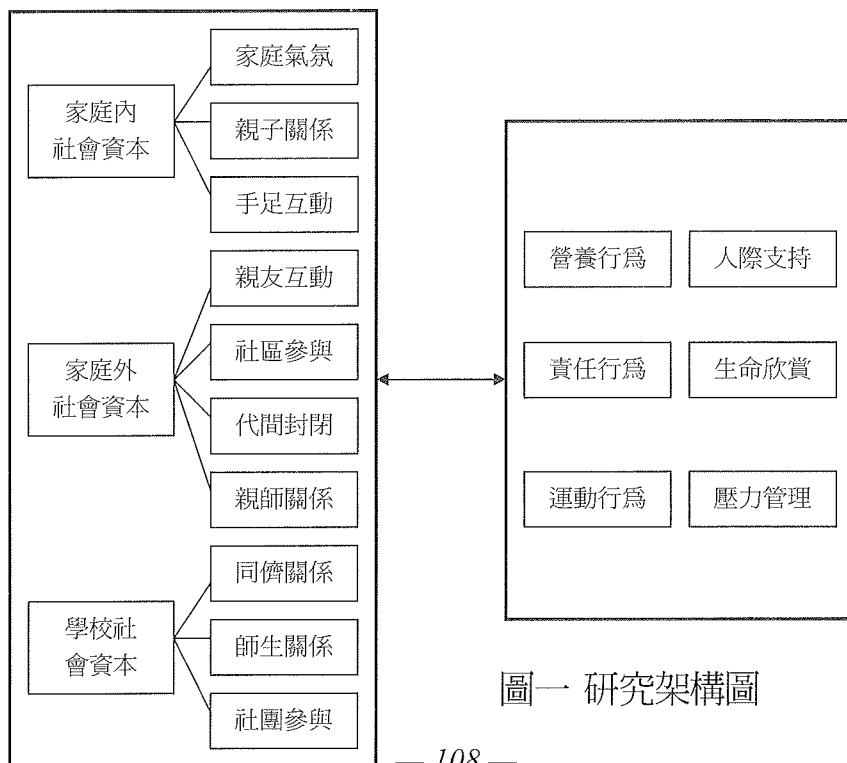 家庭內
社會資本
家庭氣氛
親子關係
手足互動
家庭外
社會資本
親友互動
社區參與
代間封閉
親師關係
學校社
會資本
同儕關係
師生關係
社團參與
營養行爲
人際支持
責任行爲
生命欣賞
運動行爲
壓力管理
圖一 研究架構圖
— 108 —